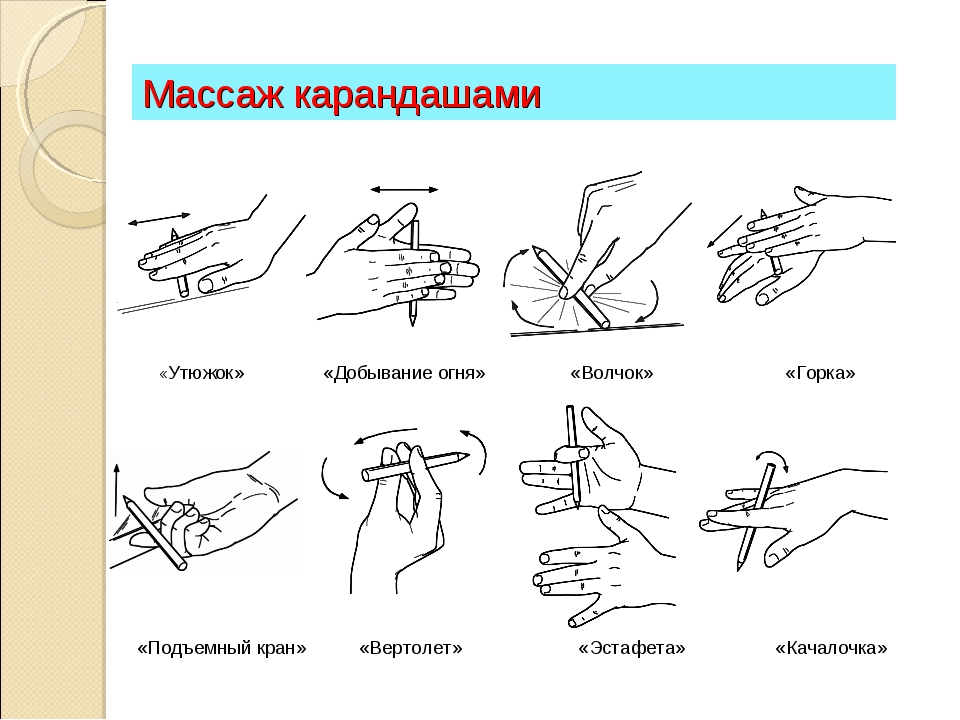 Массаж карандашами
«Утюжок» «Добывание огня» «Волчок» «Горка»
«Подъемный кран» «Вертолет» «Эстафета» «Качалочка»